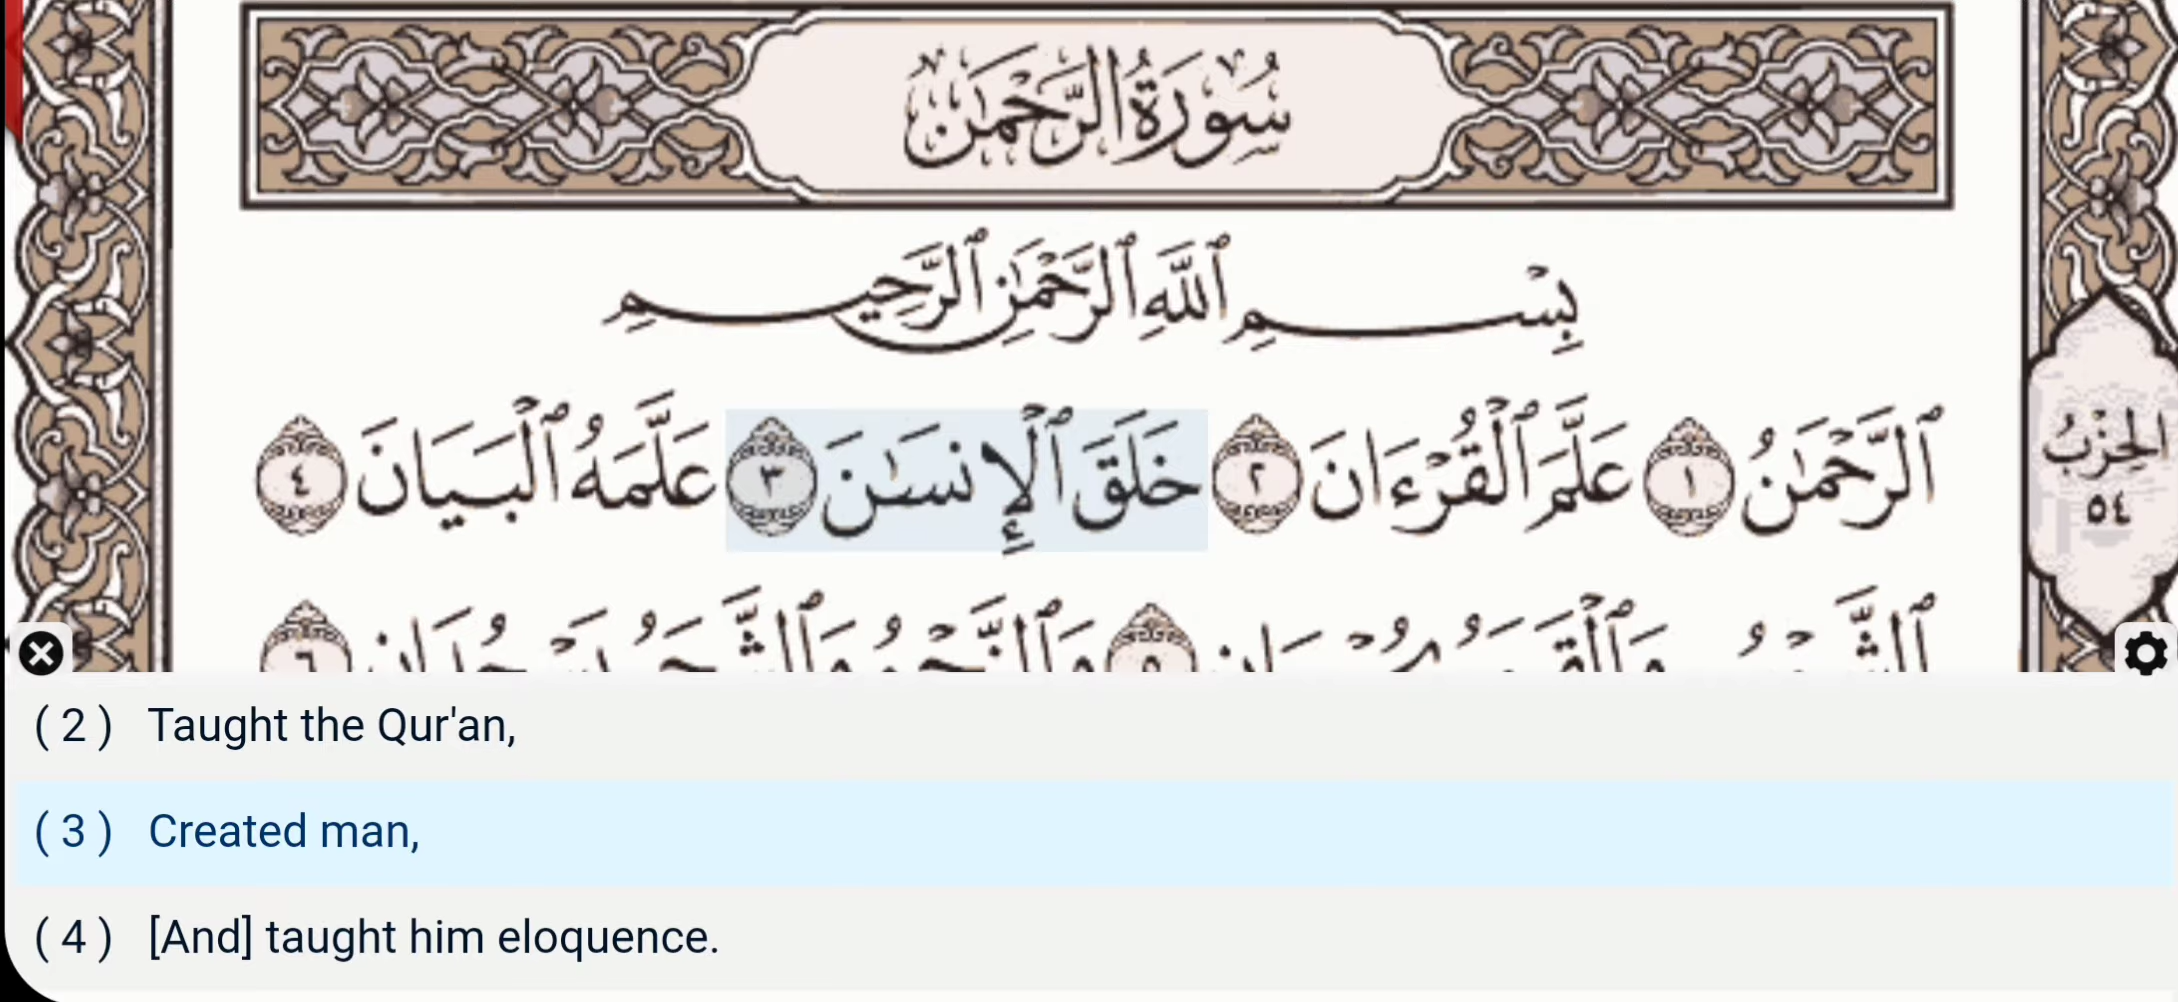 سُورَةُ الرَّحْمَٰن
بِسْمِ ٱللَّهِ ٱلرَّحْمَٰنِ ٱلرَّحِيمِ
ٱلرَّحْمَٰنُ ١ عَلَّمَ ٱلْقُرْءَانَ ٢ خَلَقَ ٱلْإِنسَٰنَ ٣ عَلَّمَهُ ٱلْبَيَانَ ٤
الحِزْبُ
٥٤
( 2 ) Taught the Qur'an,
( 3 ) Created man,
( 4 ) [And] taught him eloquence.